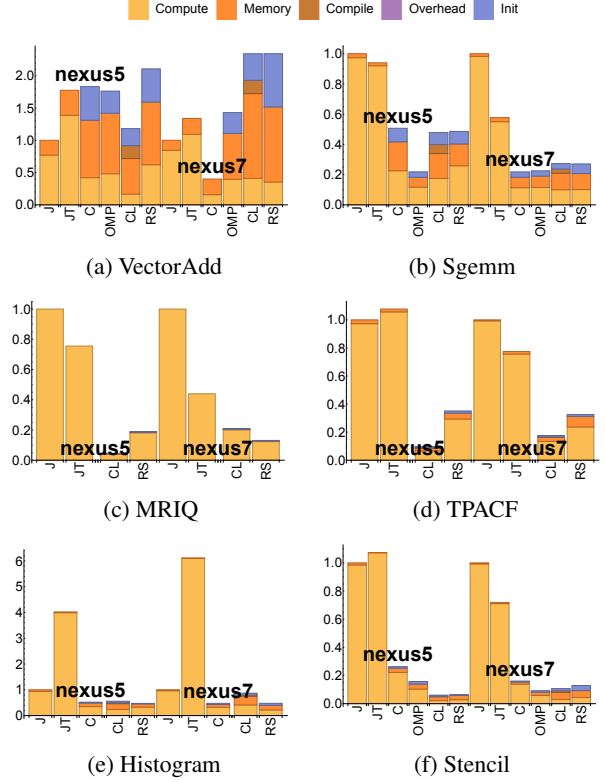 Compute Memory Compile Overhead Init
2.0
1.5
1.0
0.5
0.0
nexus5
nexus7
J JT C OMP CL RS J JT C OMP CL RS
(a) VectorAdd
1.0
0.8
0.6
0.4
0.2
0.0
nexus5
nexus7
J JT C OMP CL RS J JT C OMP CL RS
(b) Sgemm
1.0
0.8
0.6
0.4
0.2
0.0
nexus5
nexus7
J JT CL RS J JT CL RS
(c) MRIQ
1.0
0.8
0.6
0.4
0.2
0.0
nexus5
nexus7
J JT CL RS J JT CL RS
(d) TPACF
6
5
4
3
2
1
0
nexus5
nexus7
J JT C CL RS J JT C CL RS
(e) Histogram
1.0
0.8
0.6
0.4
0.2
0.0
nexus5
nexus7
J JT C OMP CL RS J JT C OMP CL RS
(f) Stencil